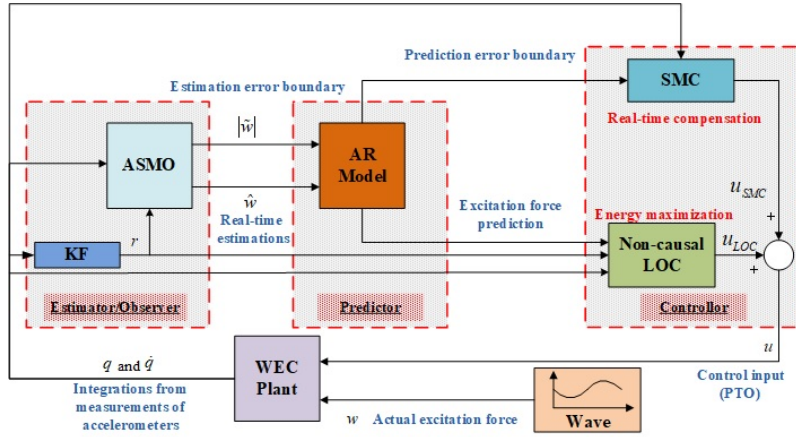 Prediction error boundary
SMC
Estimation error boundary
Real-time compensation
|w̃|
ASMO
AR
Model
ŵ
u_SMC
Real-time
estimations
Excitation force
prediction
Energy maximization
+
r
KF
Non-causal
LOC
u_LOC
+
Estimator/Observer
Predictor
Controllor
q and q̇
WEC
Plant
u
Integrations from
measurements of
accelerometers
Control input
(PTO)
w Actual excitation force
Wave